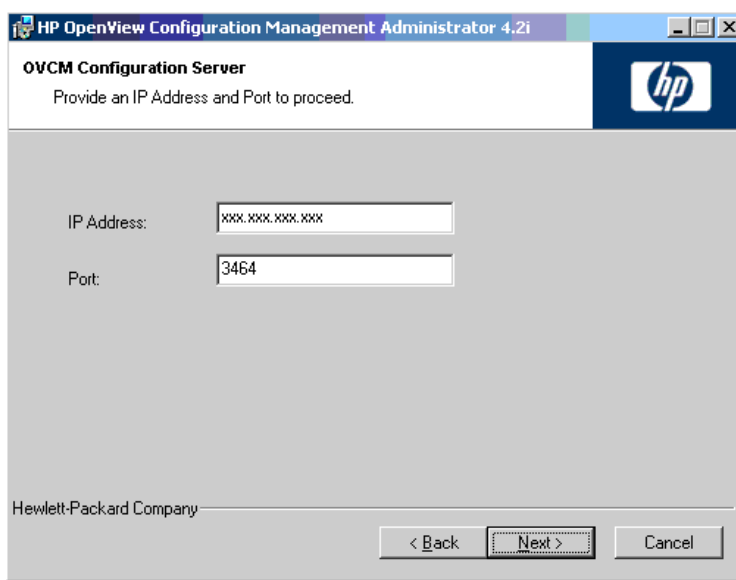 HP OpenView Configuration Management Administrator 4.2i
OVCM Configuration Server
Provide an IP Address and Port to proceed.
hp
IP Address:
xxx.xxx.xxx.xxx
Port:
3464
Hewlett-Packard Company
< Back
Next >
Cancel